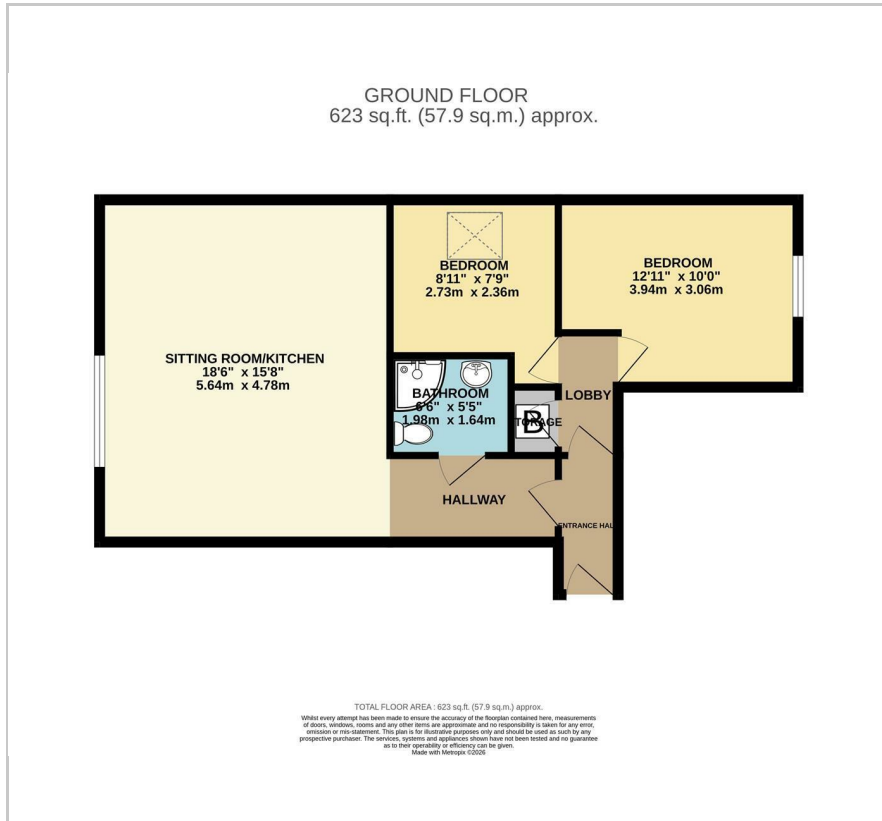 GROUND FLOOR
623 sq.ft. (57.9 sq.m.) approx.
BEDROOM
8'11" x 7'9"
2.73m x 2.36m
BEDROOM
12'11" x 10'0"
3.94m x 3.06m
SITTING ROOM/KITCHEN
18'6" x 15'8"
5.64m x 4.78m
BATHROOM
6'6" x 5'5"
1.98m x 1.64m
LOBBY
TORAGE
B
HALLWAY
ENTRANCE HAL
TOTAL FLOOR AREA : 623 sq.ft. (57.9 sq.m.) approx.
Whilst every attempt has been made to ensure the accuracy of the floorplan contained here, measurements
of doors, windows, rooms and any other items are approximate and no responsibility is taken for any error,
omission or mis-statement. This plan is for illustrative purposes only and should be used as such by any
prospective purchaser. The services, systems and appliances shown have not been tested and no guarantee
as to their operability or efficiency can be given.
Made with Metropix ©2026